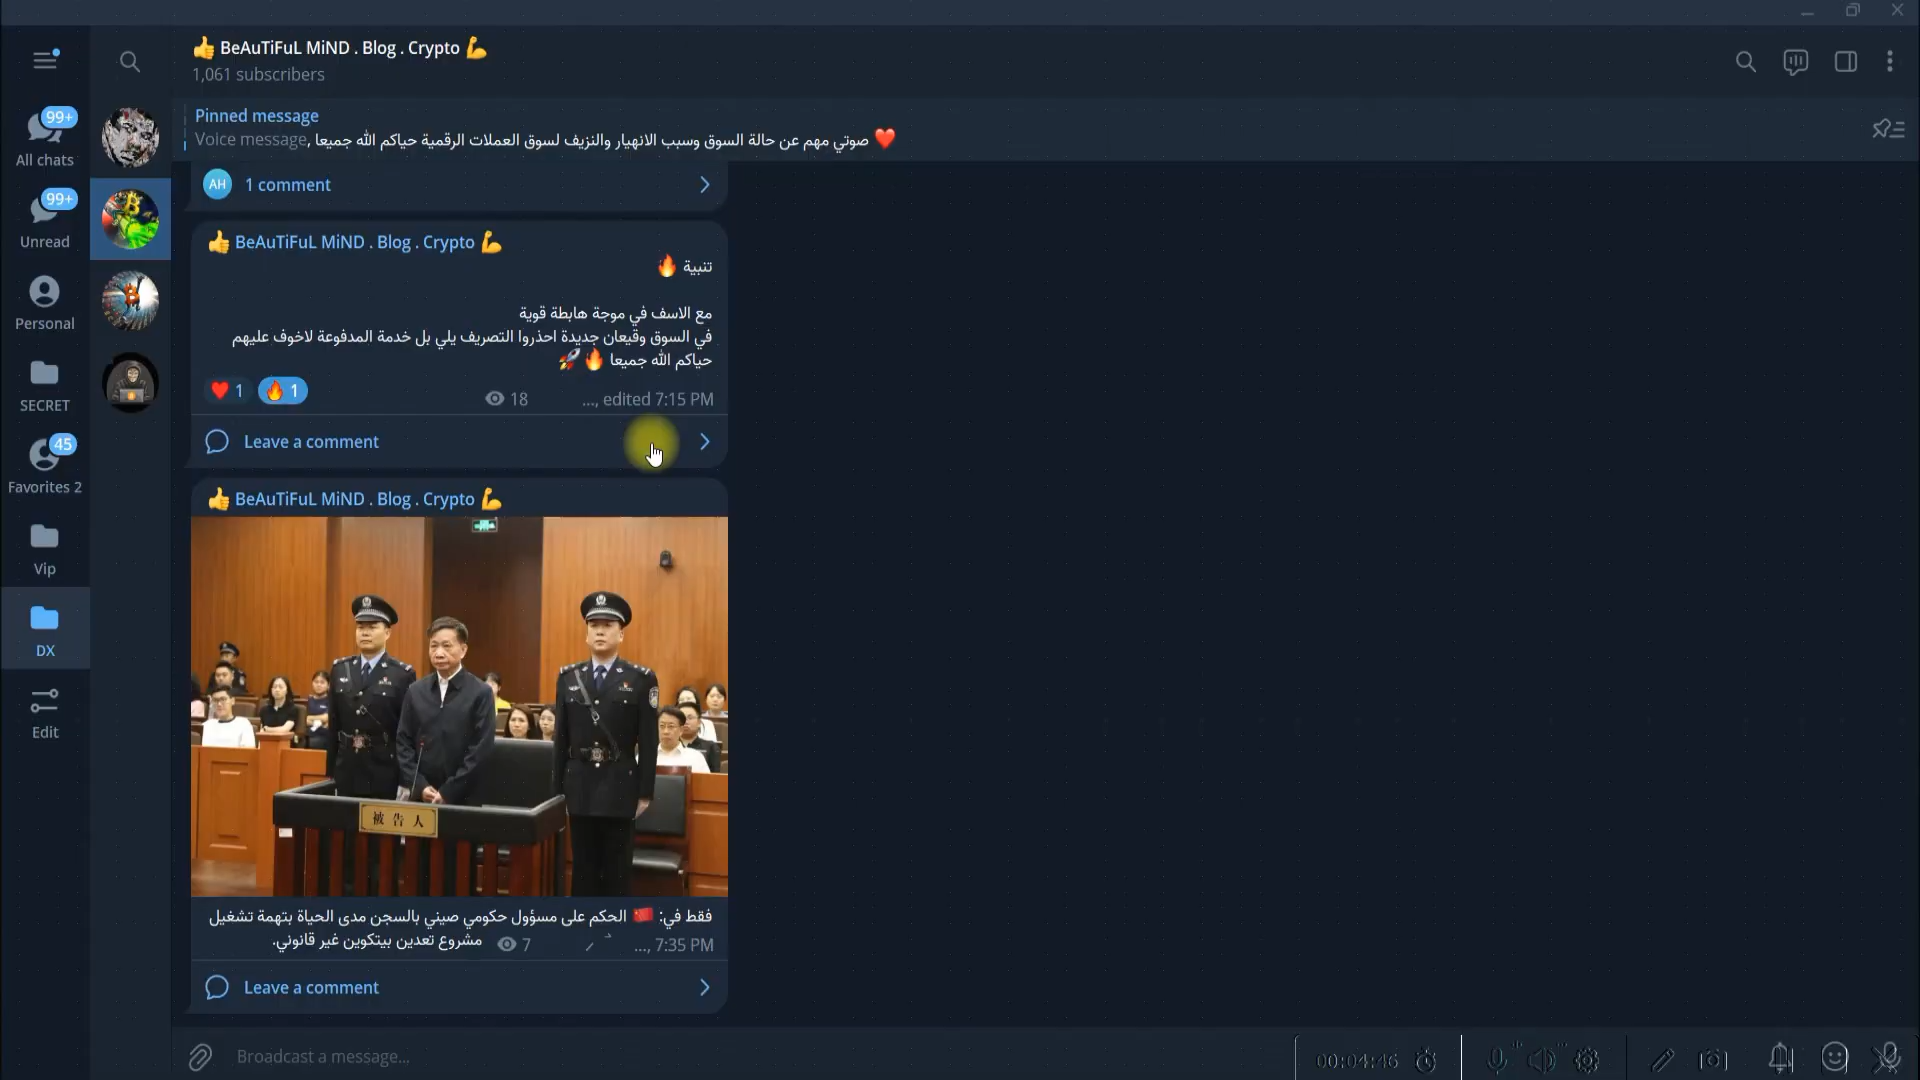 👍 BeAuTiFuL MiND . Blog . Crypto 💪
1,061 subscribers
Pinned message
Voice message, صوتي مهم عن حالة السوق وسبب الانهيار والنزيف لسوق العملات الرقمية حياكم الله جميعا ❤️
99+
All chats
99+
Unread
Personal
SECRET
45
Favorites 2
Vip
DX
Edit
AH 1 comment
👍 BeAuTiFuL MiND . Blog . Crypto 💪
تنبية 🔥
مع الاسف في موجة هابطة قوية
في السوق وقيعان جديدة احذروا التصريف يلي بل خدمة المدفوعة لاخوف عليهم
حياكم الله جميعا 🔥🚀
❤️ 1 🔥 1 18 ..., edited 7:15 PM
Leave a comment
👍 BeAuTiFuL MiND . Blog . Crypto 💪
被告人
فقط في: 🇨🇳 الحكم على مسؤول حكومي صيني بالسجن مدى الحياة بتهمة تشغيل
مشروع تعدين بيتكوين غير قانوني.
7 ..., 7:35 PM
Leave a comment
Broadcast a message...
00:04:46